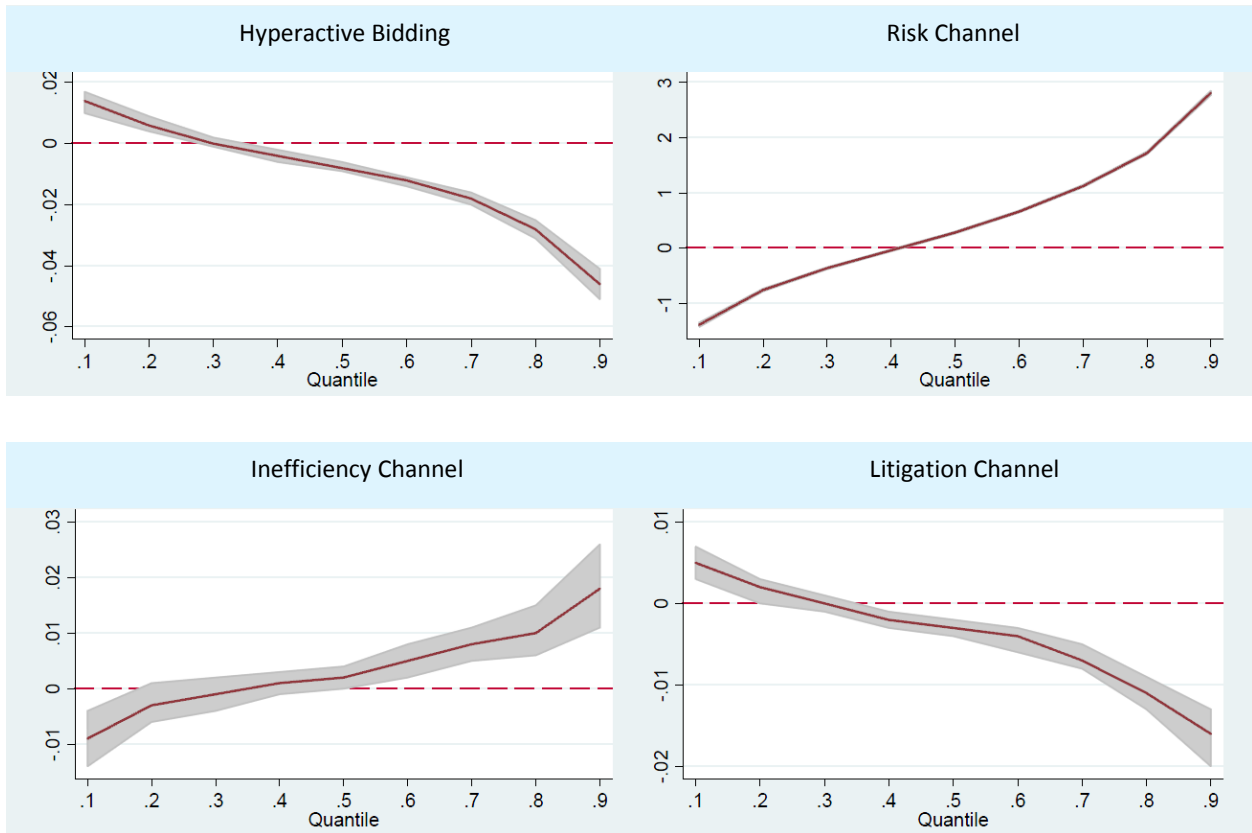 Hyperactive Bidding
.02
0
-.02
-.04
-.06
.1 .2 .3 .4 .5 .6 .7 .8 .9
Quantile
Risk Channel
3
2
1
0
-1
.1 .2 .3 .4 .5 .6 .7 .8 .9
Quantile
Inefficiency Channel
.03
.02
.01
0
-.01
.1 .2 .3 .4 .5 .6 .7 .8 .9
Quantile
Litigation Channel
.01
0
-.01
-.02
.1 .2 .3 .4 .5 .6 .7 .8 .9
Quantile